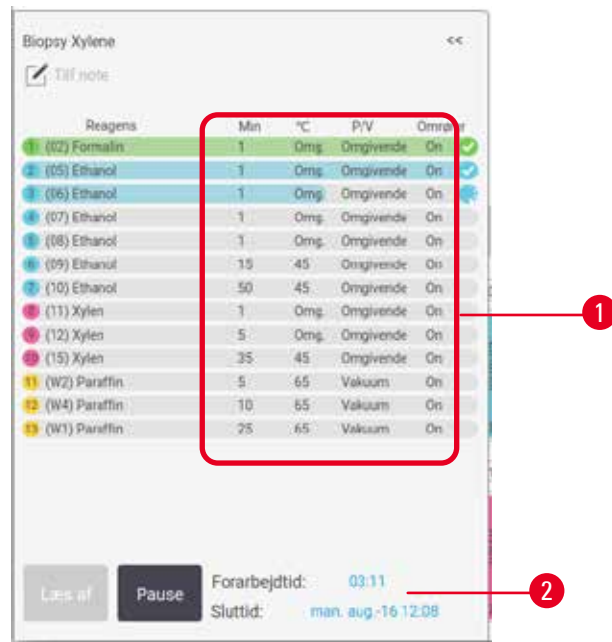 Biopsy Xylene <<
Tilf note
Reagens Min °C P/V Omrører
1 (02) Formalin 1 Omg. Omgivende On
2 (05) Ethanol 1 Omg. Omgivende On
3 (06) Ethanol 1 Omg. Omgivende On
4 (07) Ethanol 1 Omg. Omgivende On
5 (08) Ethanol 1 Omg. Omgivende On
6 (09) Ethanol 15 45 Omgivende On
7 (10) Ethanol 50 45 Omgivende On
8 (11) Xylen 1 Omg. Omgivende On
9 (12) Xylen 5 Omg. Omgivende On
10 (15) Xylen 35 45 Omgivende On
11 (W2) Paraffin 5 65 Vakuum On
12 (W4) Paraffin 10 65 Vakuum On
13 (W1) Paraffin 25 65 Vakuum On
1
Læs af Pause Forarbejdtid: 03:11
Sluttid: man. aug.-16 12:08
2